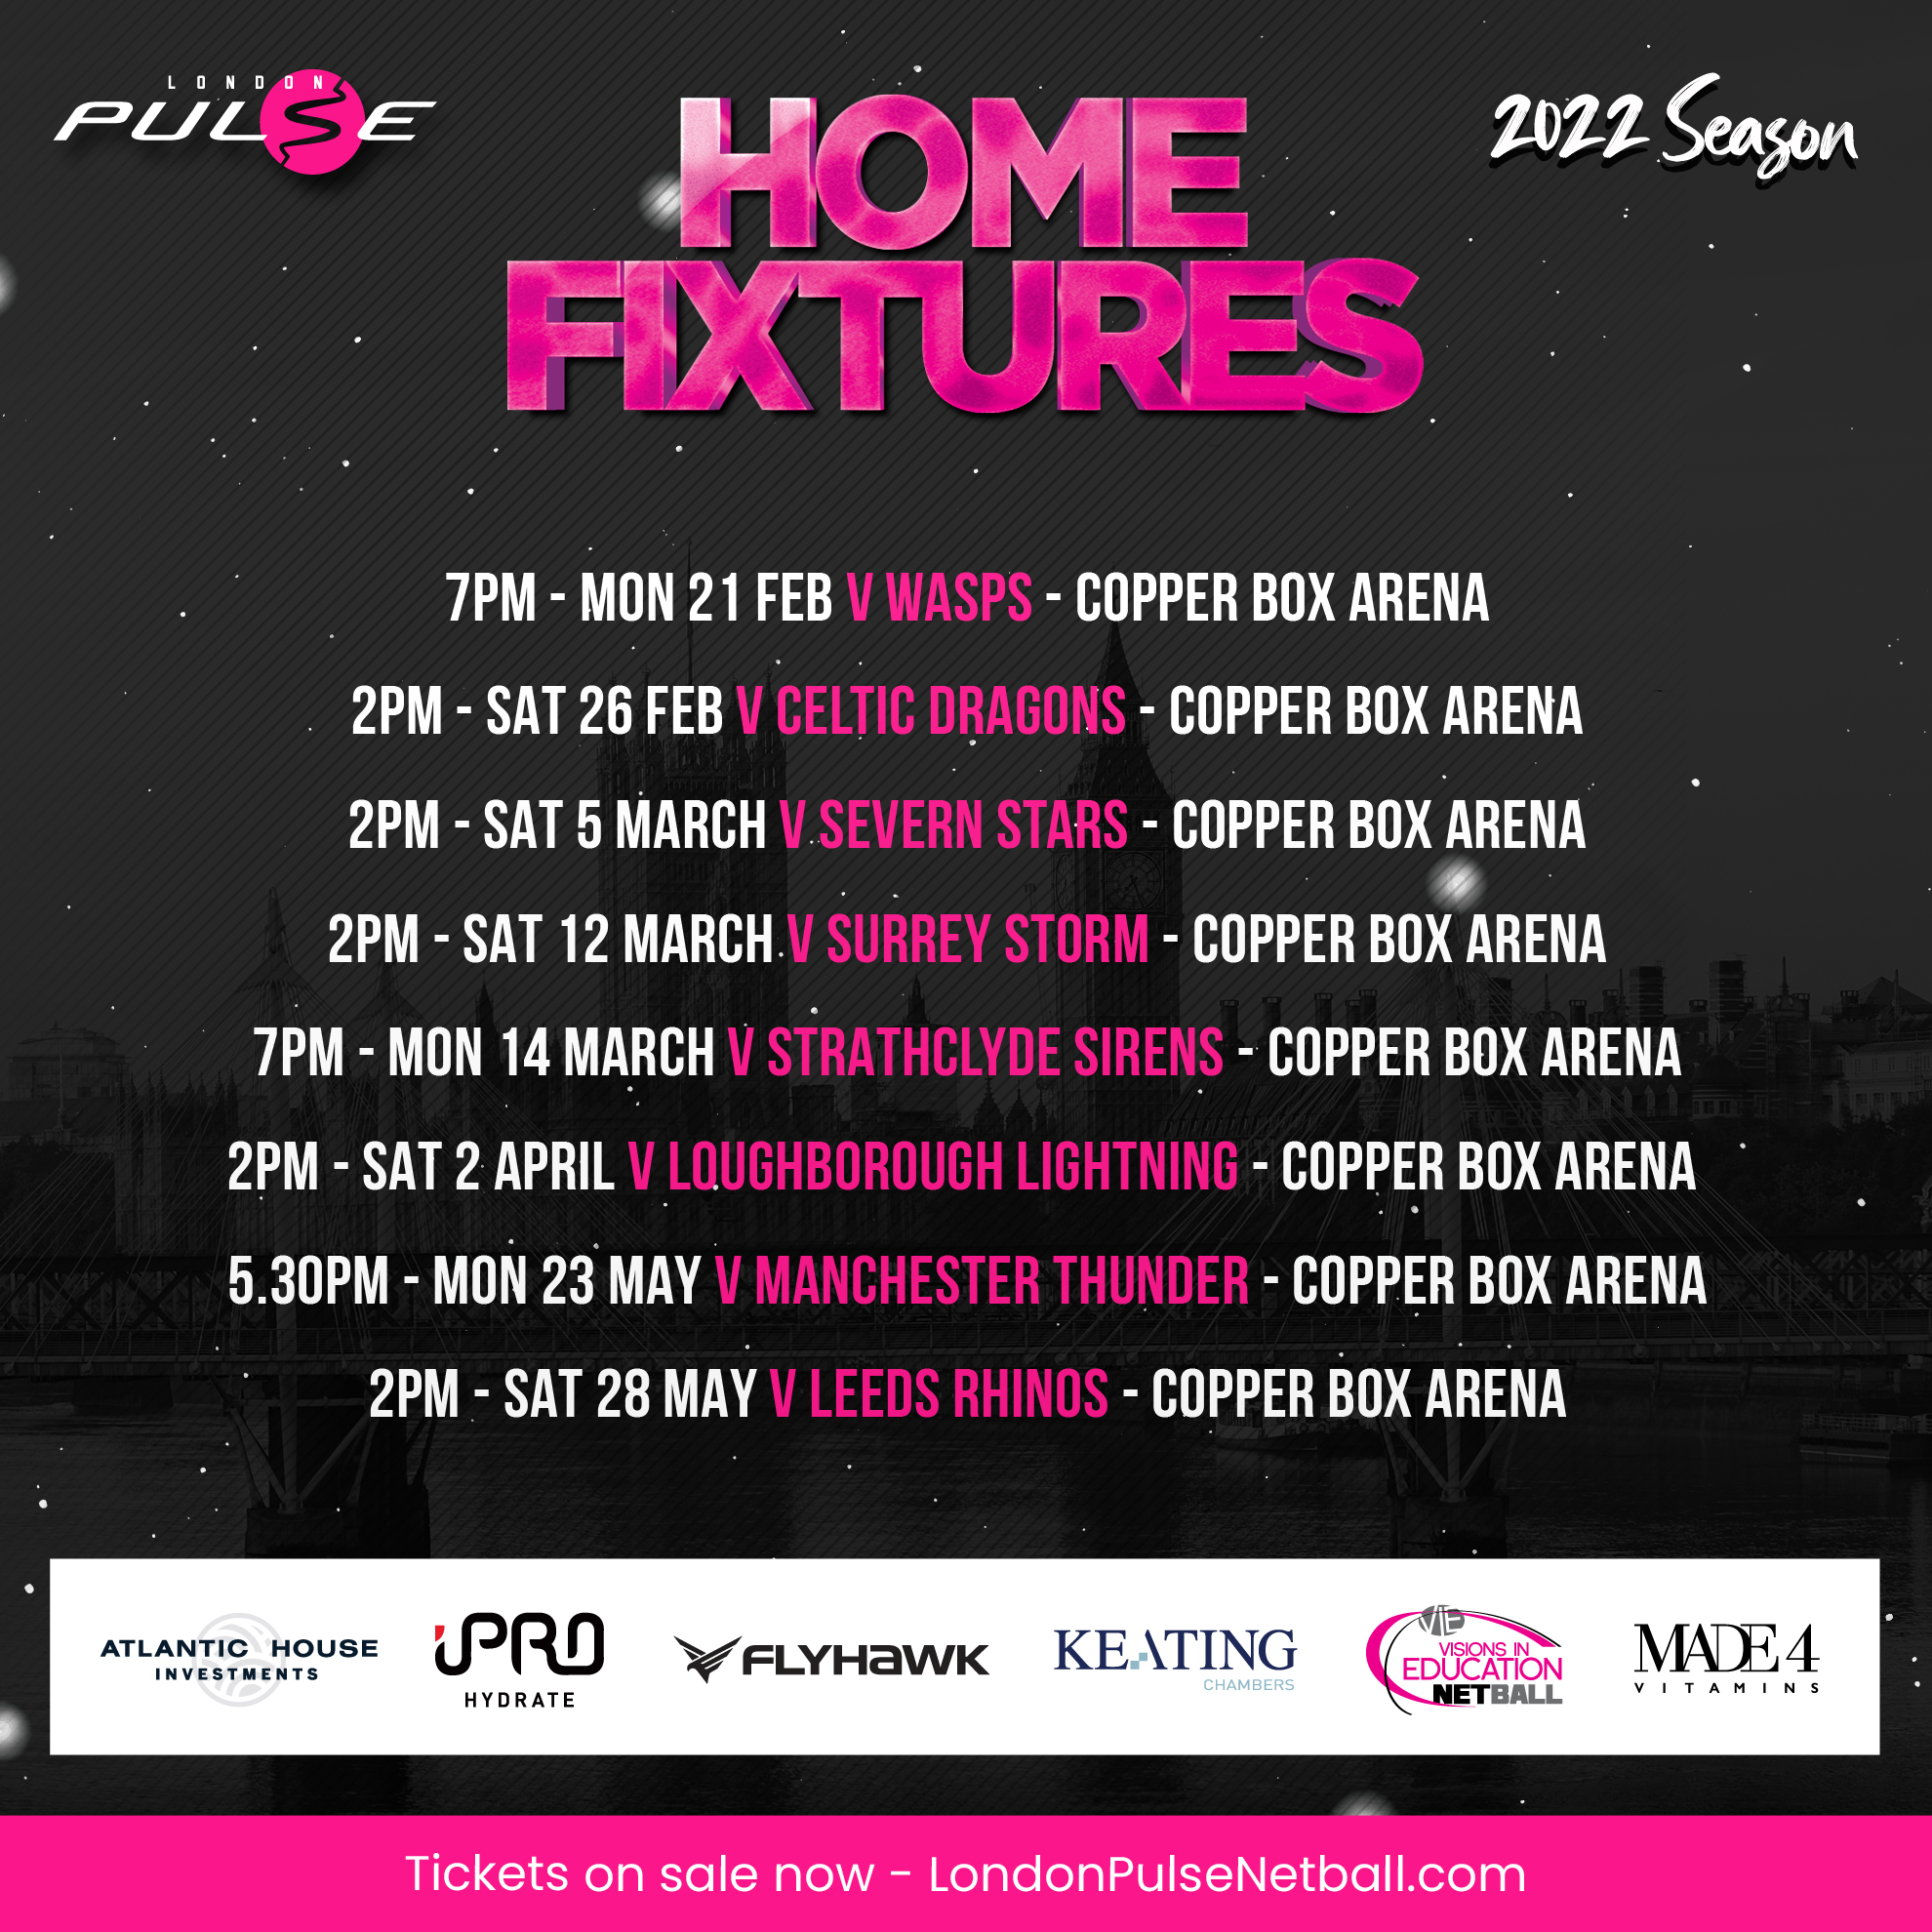 LONDON
PULSE
2022 Season
HOME
FIXTURES
7PM - MON 21 FEB V WASPS - COPPER BOX ARENA
2PM - SAT 26 FEB V CELTIC DRAGONS - COPPER BOX ARENA
2PM - SAT 5 MARCH V SEVERN STARS - COPPER BOX ARENA
2PM - SAT 12 MARCH V SURREY STORM - COPPER BOX ARENA
7PM - MON 14 MARCH V STRATHCLYDE SIRENS - COPPER BOX ARENA
2PM - SAT 2 APRIL V LOUGHBOROUGH LIGHTNING - COPPER BOX ARENA
5.30PM - MON 23 MAY V MANCHESTER THUNDER - COPPER BOX ARENA
2PM - SAT 28 MAY V LEEDS RHINOS - COPPER BOX ARENA
ATLANTIC HOUSE
INVESTMENTS
iPRO
HYDRATE
FLYHaWK
KEATING
CHAMBERS
VIE
VISIONS IN
EDUCATION
NETBALL
MADE 4
VITAMINS
Tickets on sale now - LondonPulseNetball.com